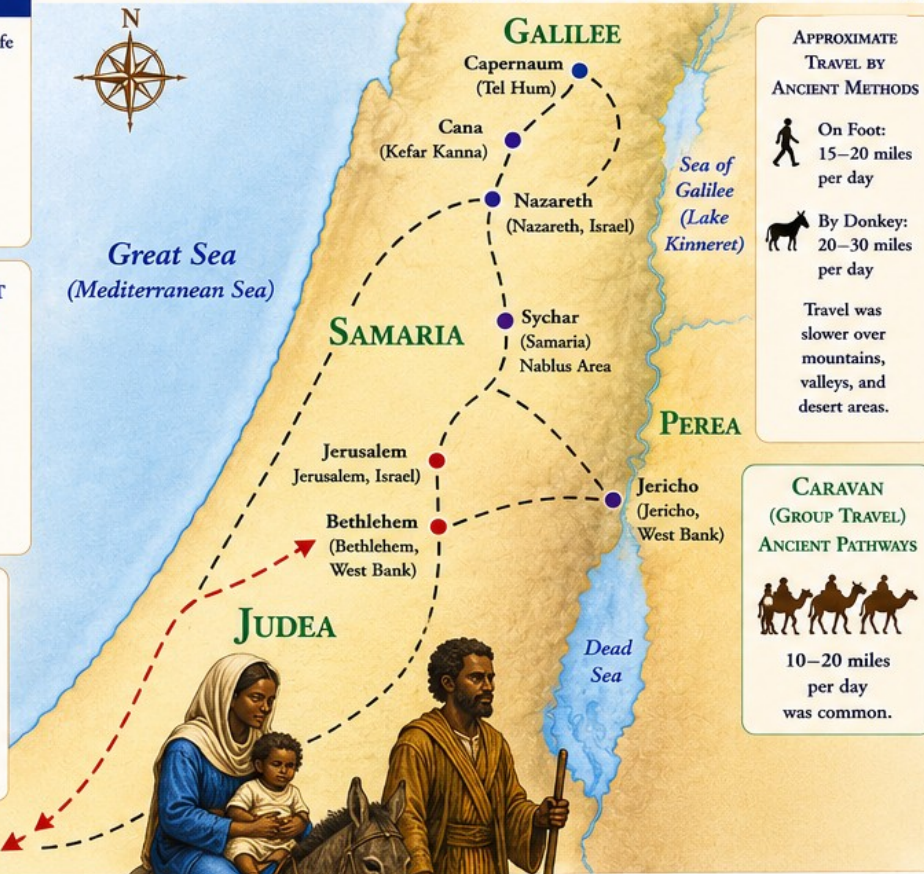 fe
T
N
GALILEE
Capernaum
(Tel Hum)
Cana
(Kefar Kanna)
Nazareth
(Nazareth, Israel)
Sea of
Galilee
(Lake
Kinneret)
Great Sea
(Mediterranean Sea)
SAMARIA
Sychar
(Samaria)
Nablus Area
PEREA
Jerusalem
Jerusalem, Israel)
Jericho
(Jericho,
West Bank)
Bethlehem
(Bethlehem,
West Bank)
JUDEA
Dead
Sea
APPROXIMATE
TRAVEL BY
ANCIENT METHODS
On Foot:
15–20 miles
per day
By Donkey:
20–30 miles
per day
Travel was
slower over
mountains,
valleys, and
desert areas.
CARAVAN
(GROUP TRAVEL)
ANCIENT PATHWAYS
10–20 miles
per day
was common.